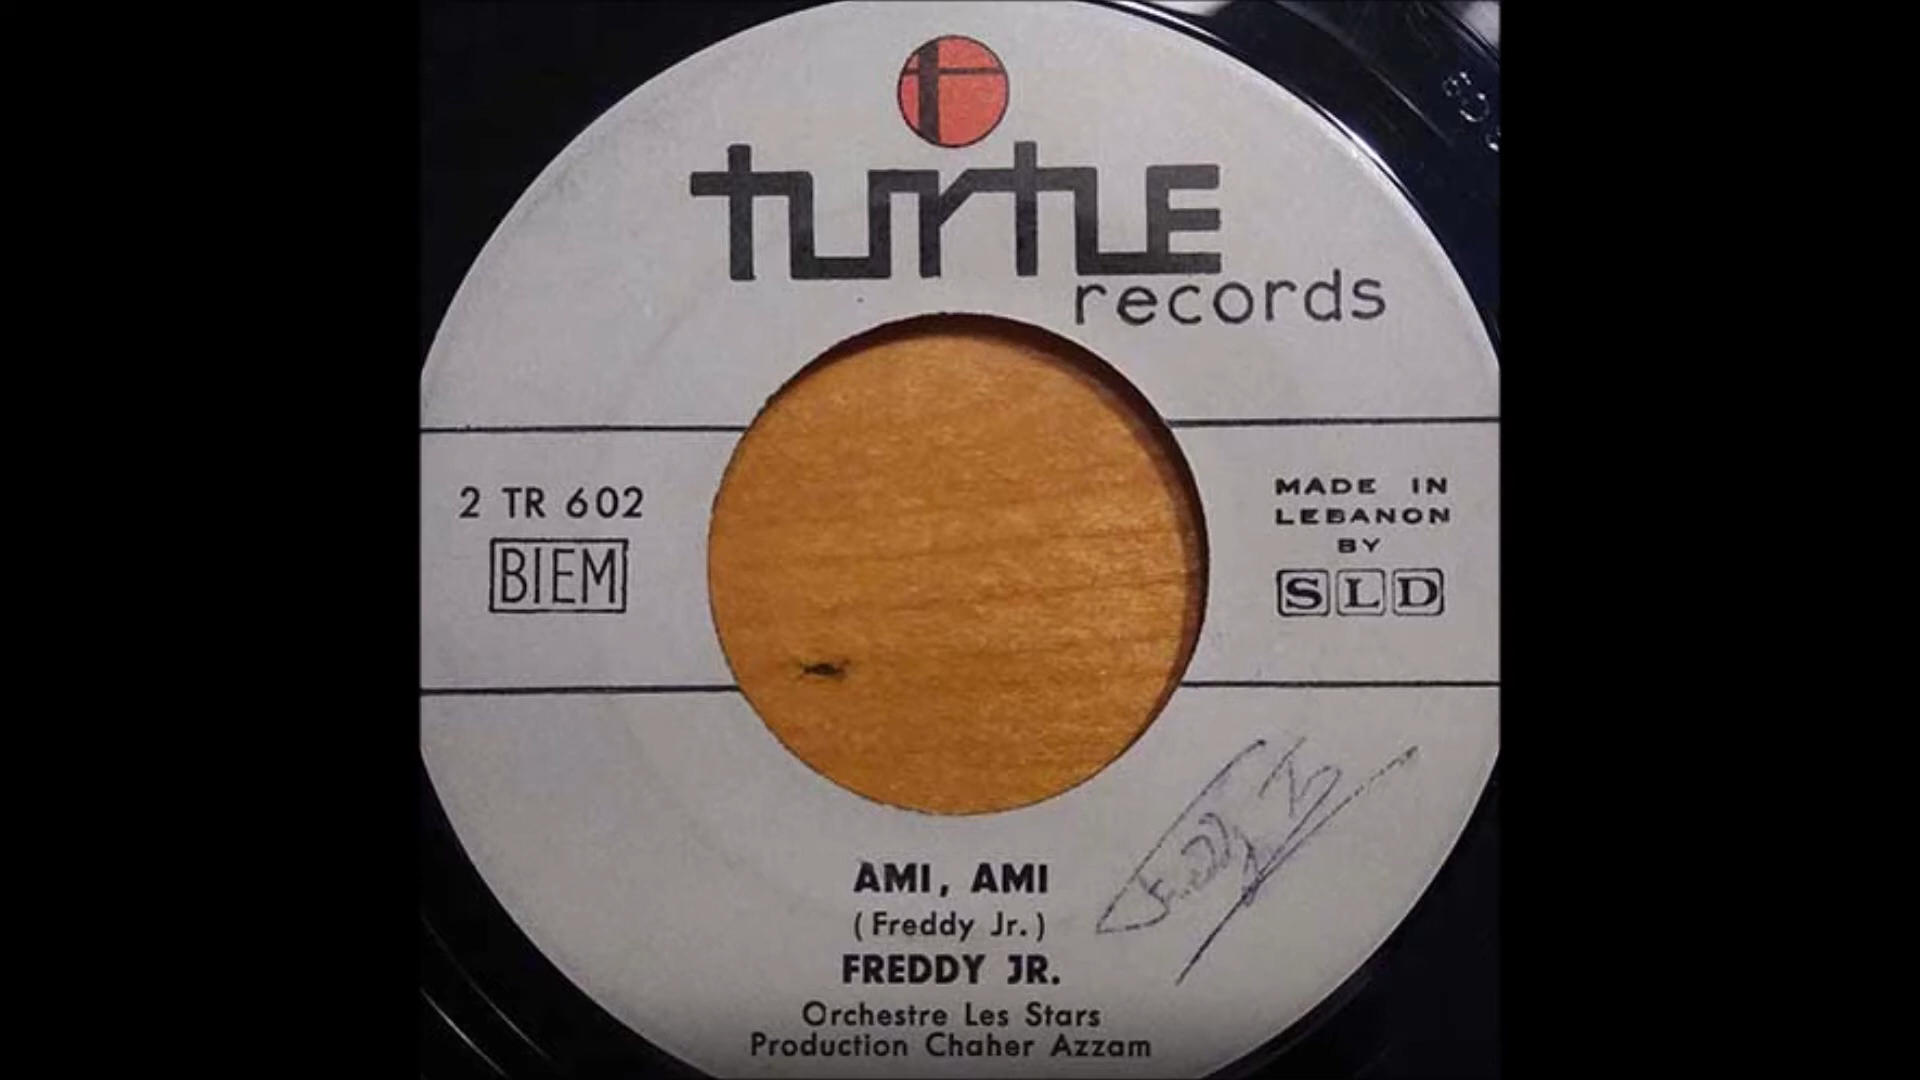 t
turtle
records
2 TR 602
BIEM
MADE IN
LEBANON
BY
SLD
AMI, AMI
(Freddy Jr.)
FREDDY JR.
Orchestre Les Stars
Production Chaher Azzam